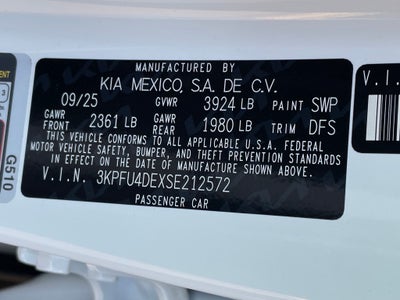 MANUFACTURED BY
KIA MEXICO, S.A. DE C.V.
09/25 GVWR 3924 LB PAINT SWP
GAWR FRONT 2361 LB GAWR REAR 1980 LB TRIM DFS
THIS VEHICLE CONFORMS TO ALL APPLICABLE U.S.A. FEDERAL
MOTOR VEHICLE SAFETY, BUMPER, AND THEFT PREVENTION STANDARDS
IN EFFECT ON THE DATE OF MANUFACTURE SHOWN ABOVE.
V.I.N. 3KPFU4DEXSE212572
PASSENGER CAR
V.I.
G510
3